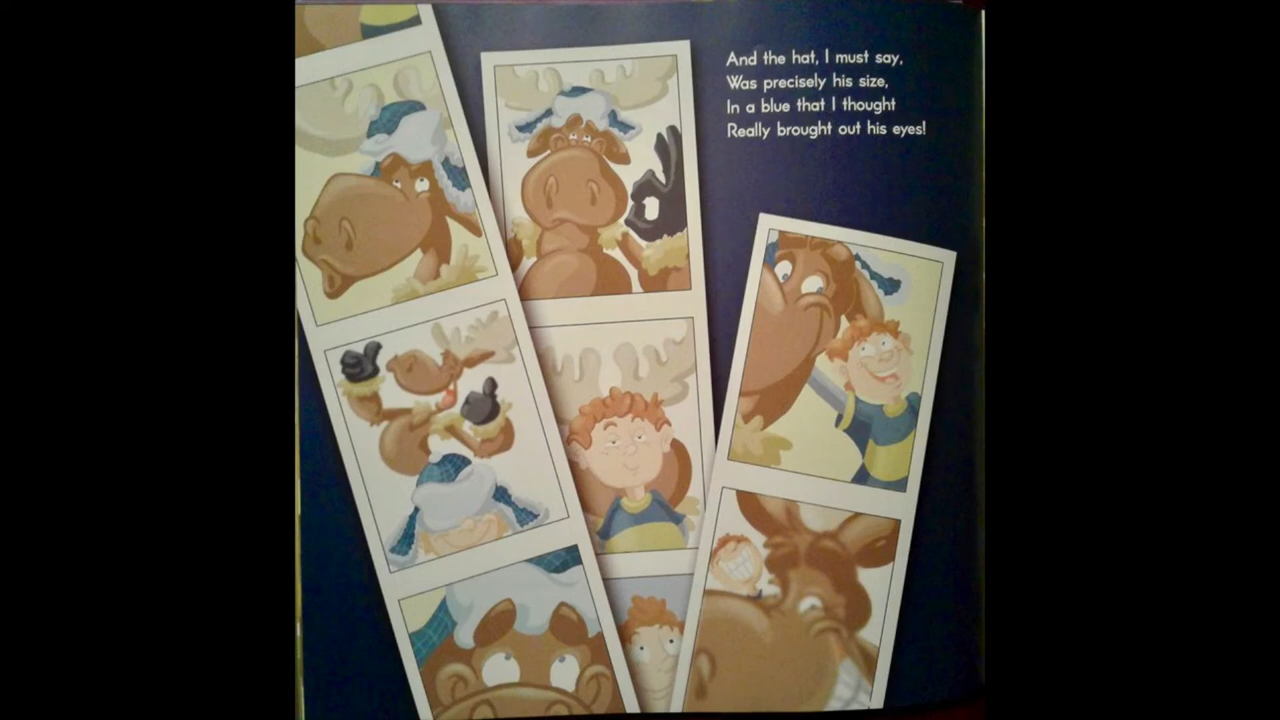 And the hat, I must say,
Was precisely his size,
In a blue that I thought
Really brought out his eyes!